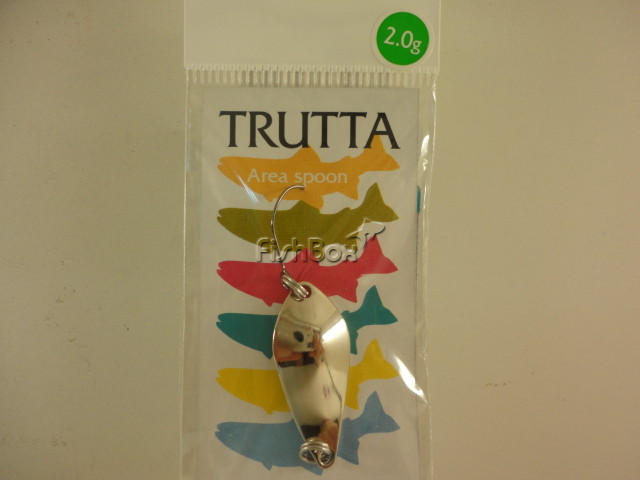 2.0g
TRUTTA
Area spoon
FishBox